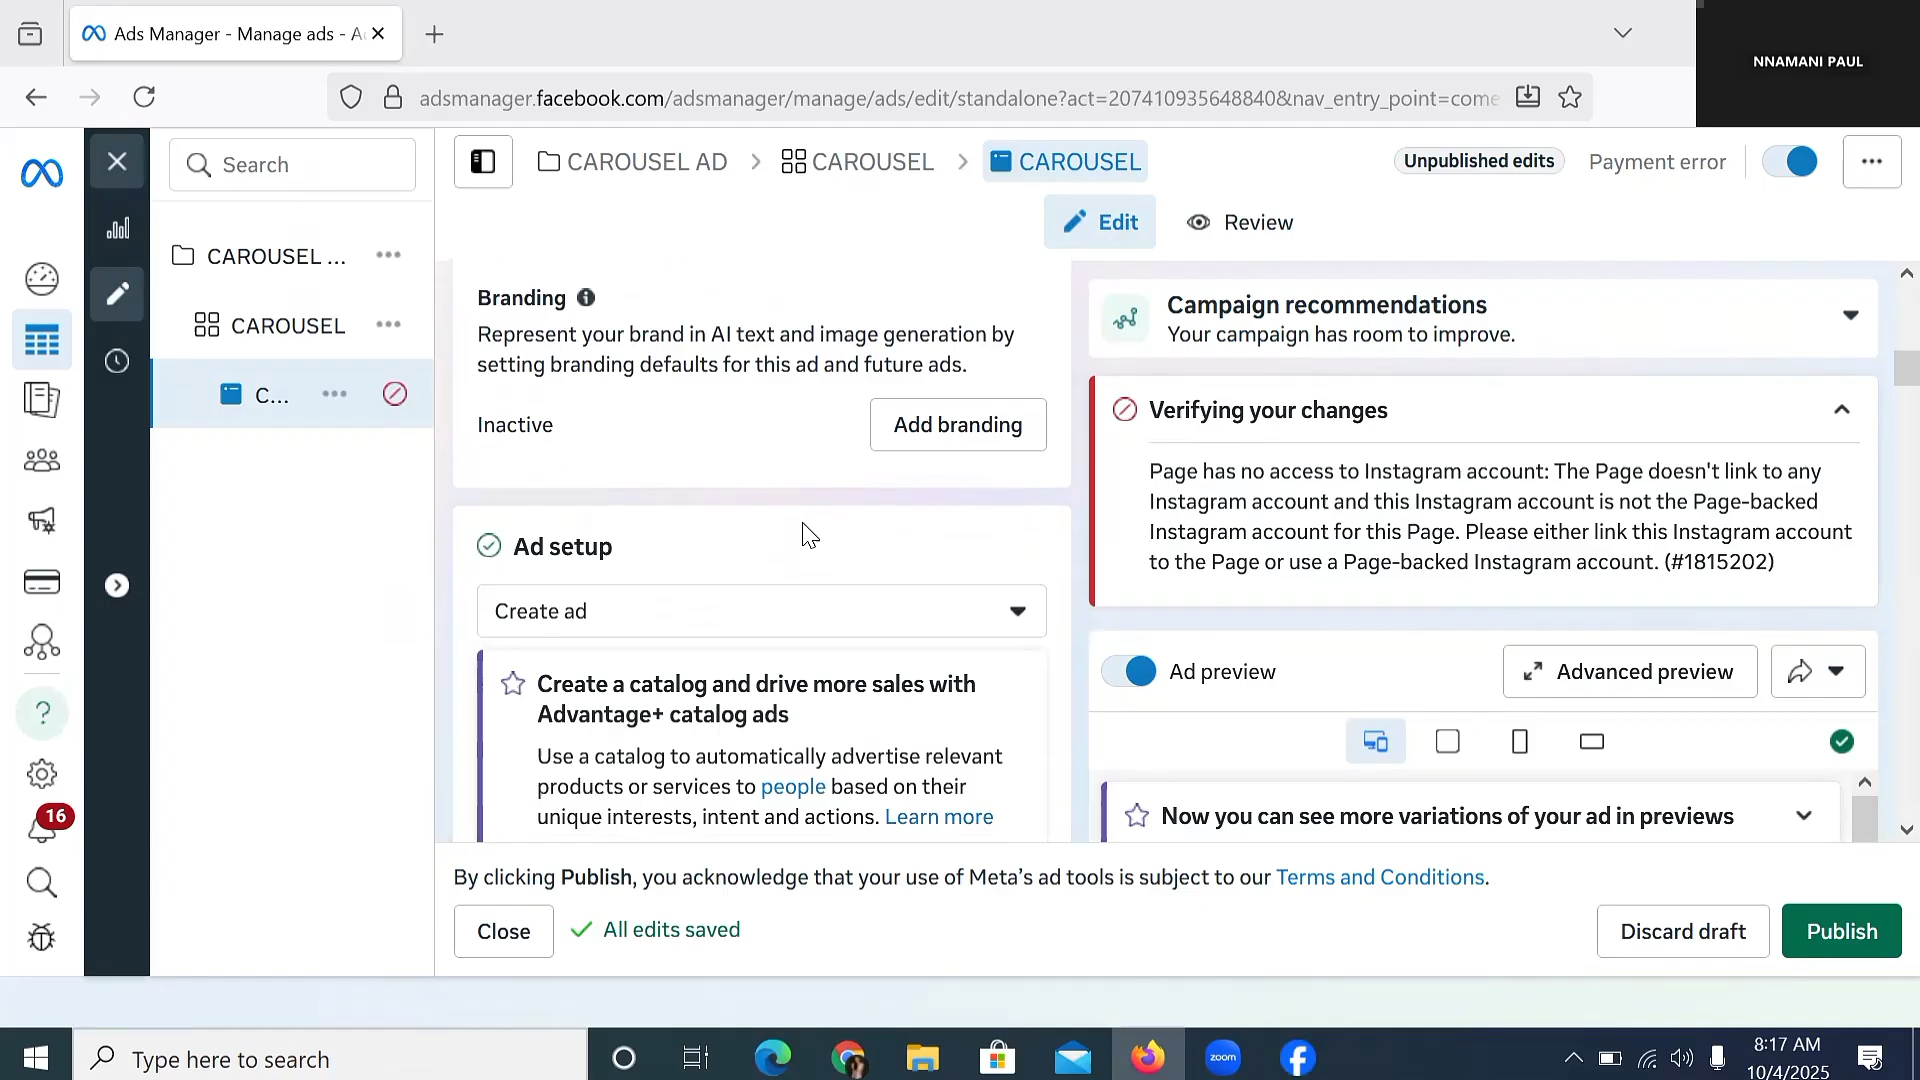 Ads Manager - Manage ads - A
NNAMANI PAUL
adsmanager.facebook.com/adsmanager/manage/ads/edit/standalone?act=207410935648840&nav_entry_point=come
Search
CAROUSEL AD
CAROUSEL
CAROUSEL
Unpublished edits
Payment error
Edit
Review
CAROUSEL ...
CAROUSEL
C...
Branding
Represent your brand in AI text and image generation by
setting branding defaults for this ad and future ads.
Inactive
Add branding
Ad setup
Create ad
Create a catalog and drive more sales with
Advantage+ catalog ads
Use a catalog to automatically advertise relevant
products or services to people based on their
unique interests, intent and actions. Learn more
Campaign recommendations
Your campaign has room to improve.
Verifying your changes
Page has no access to Instagram account: The Page doesn't link to any
Instagram account and this Instagram account is not the Page-backed
Instagram account for this Page. Please either link this Instagram account
to the Page or use a Page-backed Instagram account. (#1815202)
Ad preview
Advanced preview
Now you can see more variations of your ad in previews
16
By clicking Publish, you acknowledge that your use of Meta's ad tools is subject to our Terms and Conditions.
Close
All edits saved
Discard draft
Publish
Type here to search
zoom
8:17 AM
10/4/2025